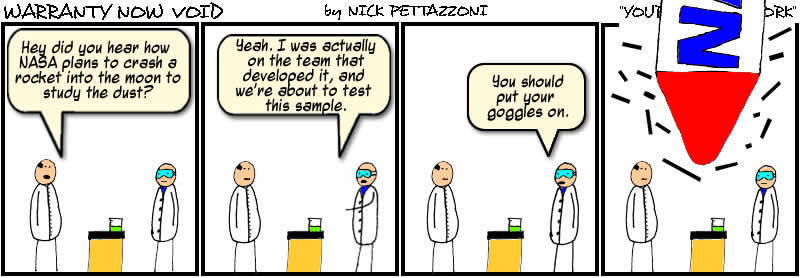 WARRANTY NOW VOID
by NICK PETTAZZONI
"YOUR
ORK"
Hey did you hear how
NASA plans to crash a
rocket into the moon to
study the dust?
Yeah. I was actually
on the team that
developed it, and
we're about to test
this sample.
You should
put your
goggles on.
NA